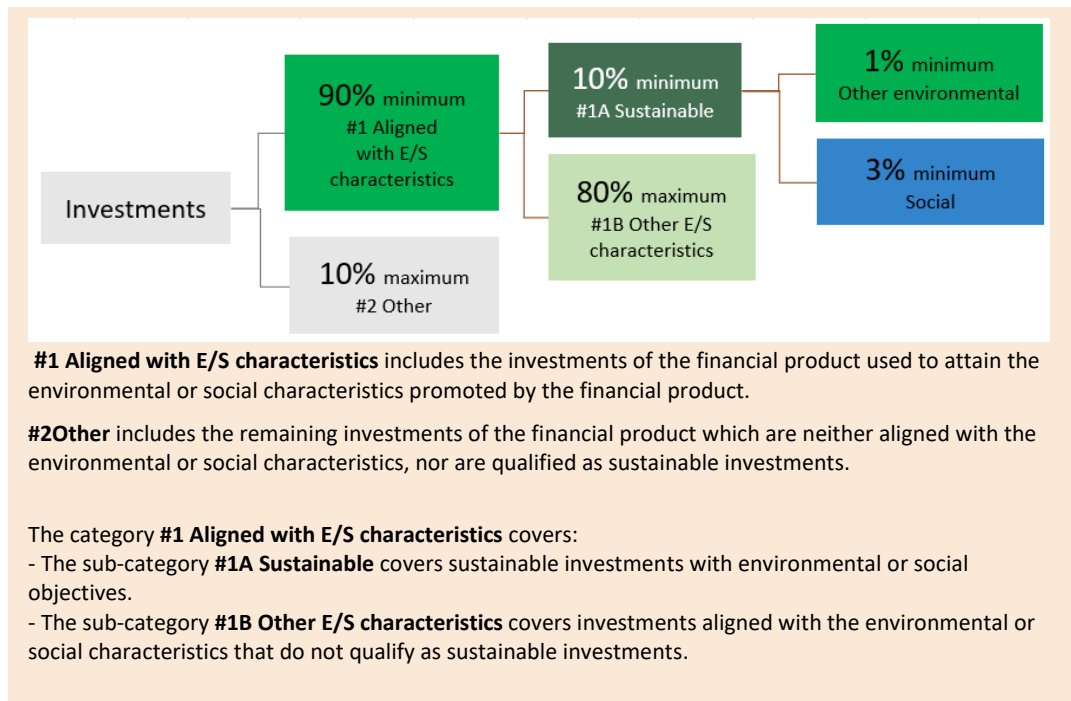 Investments
90% minimum
#1 Aligned
with E/S
characteristics
10% maximum
#2 Other
10% minimum
#1A Sustainable
80% maximum
#1B Other E/S
characteristics
1% minimum
Other environmental
3% minimum
Social
#1 Aligned with E/S characteristics includes the investments of the financial product used to attain the
environmental or social characteristics promoted by the financial product.
#2Other includes the remaining investments of the financial product which are neither aligned with the
environmental or social characteristics, nor are qualified as sustainable investments.
The category #1 Aligned with E/S characteristics covers:
- The sub-category #1A Sustainable covers sustainable investments with environmental or social
objectives.
- The sub-category #1B Other E/S characteristics covers investments aligned with the environmental or
social characteristics that do not qualify as sustainable investments.